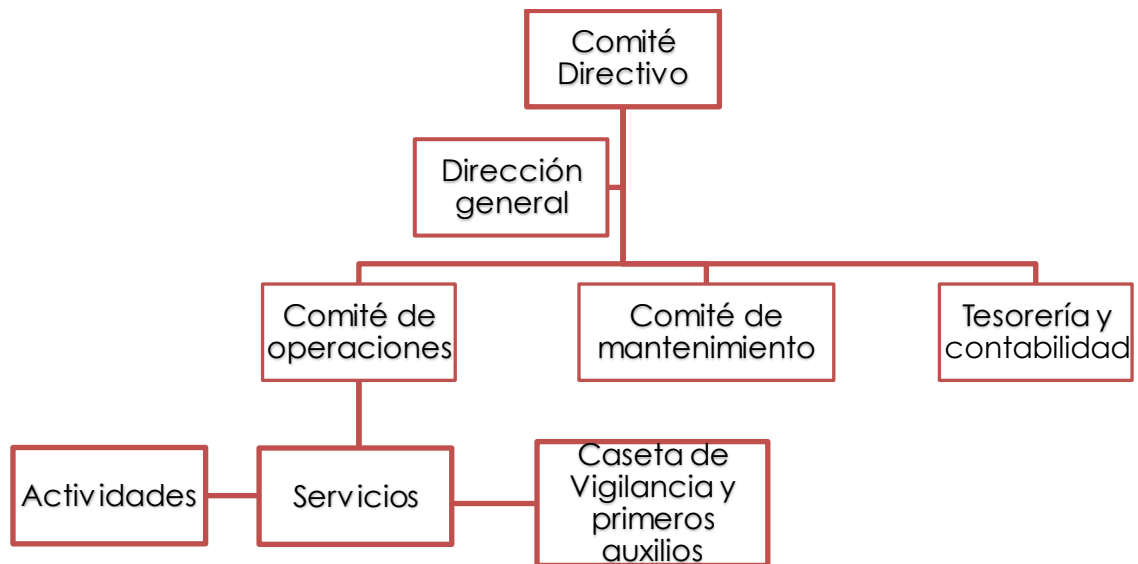 Comité
Directivo
Dirección
general
Comité de
operaciones
Comité de
mantenimiento
Tesorería y
contabilidad
Actividades
Servicios
Caseta de
Vigilancia y
primeros
auxilios